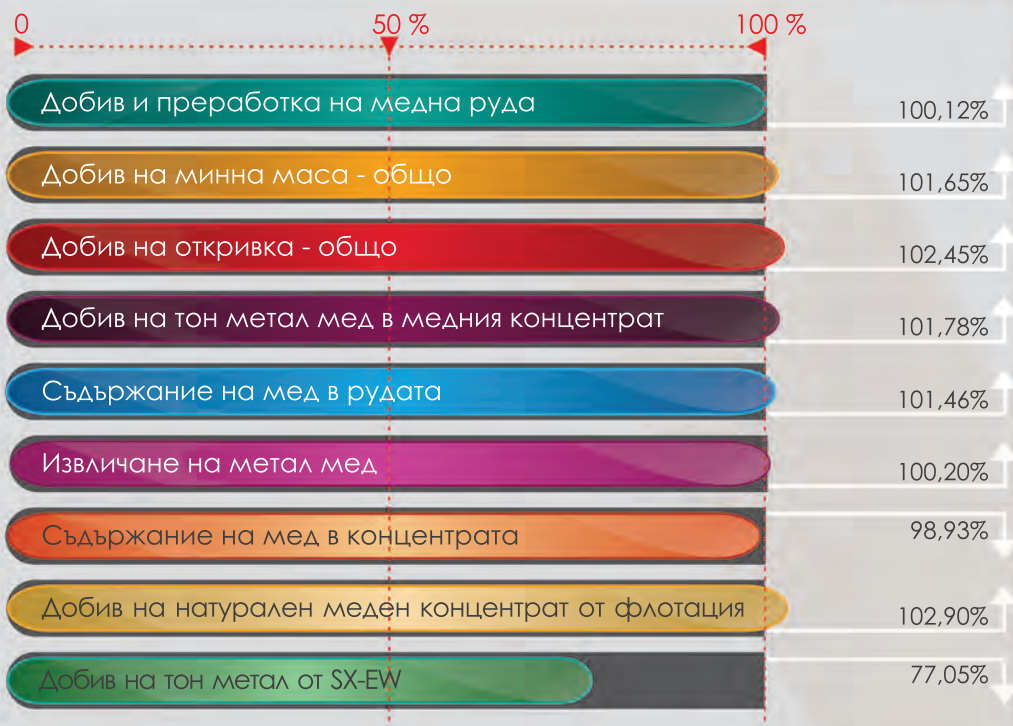 0 50 % 100 %
Добив и преработка на медна руда 100,12%
Добив на минна маса - общо 101,65%
Добив на откривка - общо 102,45%
Добив на тон метал мед в медния концентрат 101,78%
Съдържание на мед в рудата 101,46%
Извличане на метал мед 100,20%
Съдържание на мед в концентрата 98,93%
Добив на натурален меден концентрат от флотация 102,90%
Добив на тон метал от SX-EW 77,05%